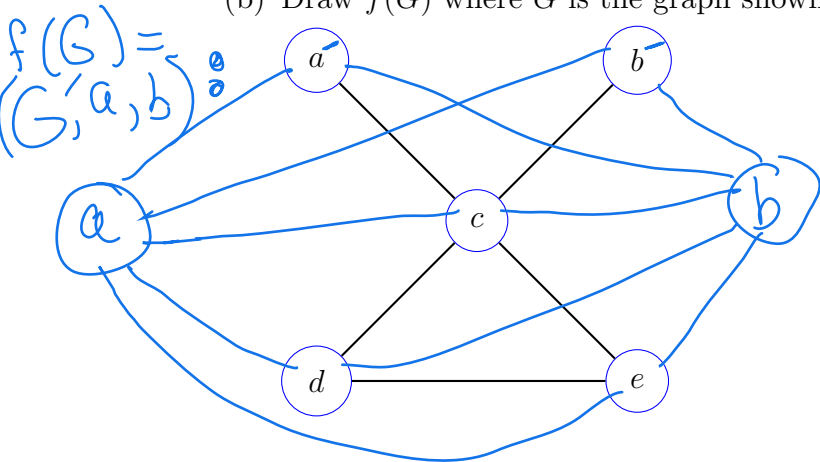 (b) Draw f(G) where G is the graph shown
f(G) =
(G', a, b) :
a'
b'
a
c
b
d
e